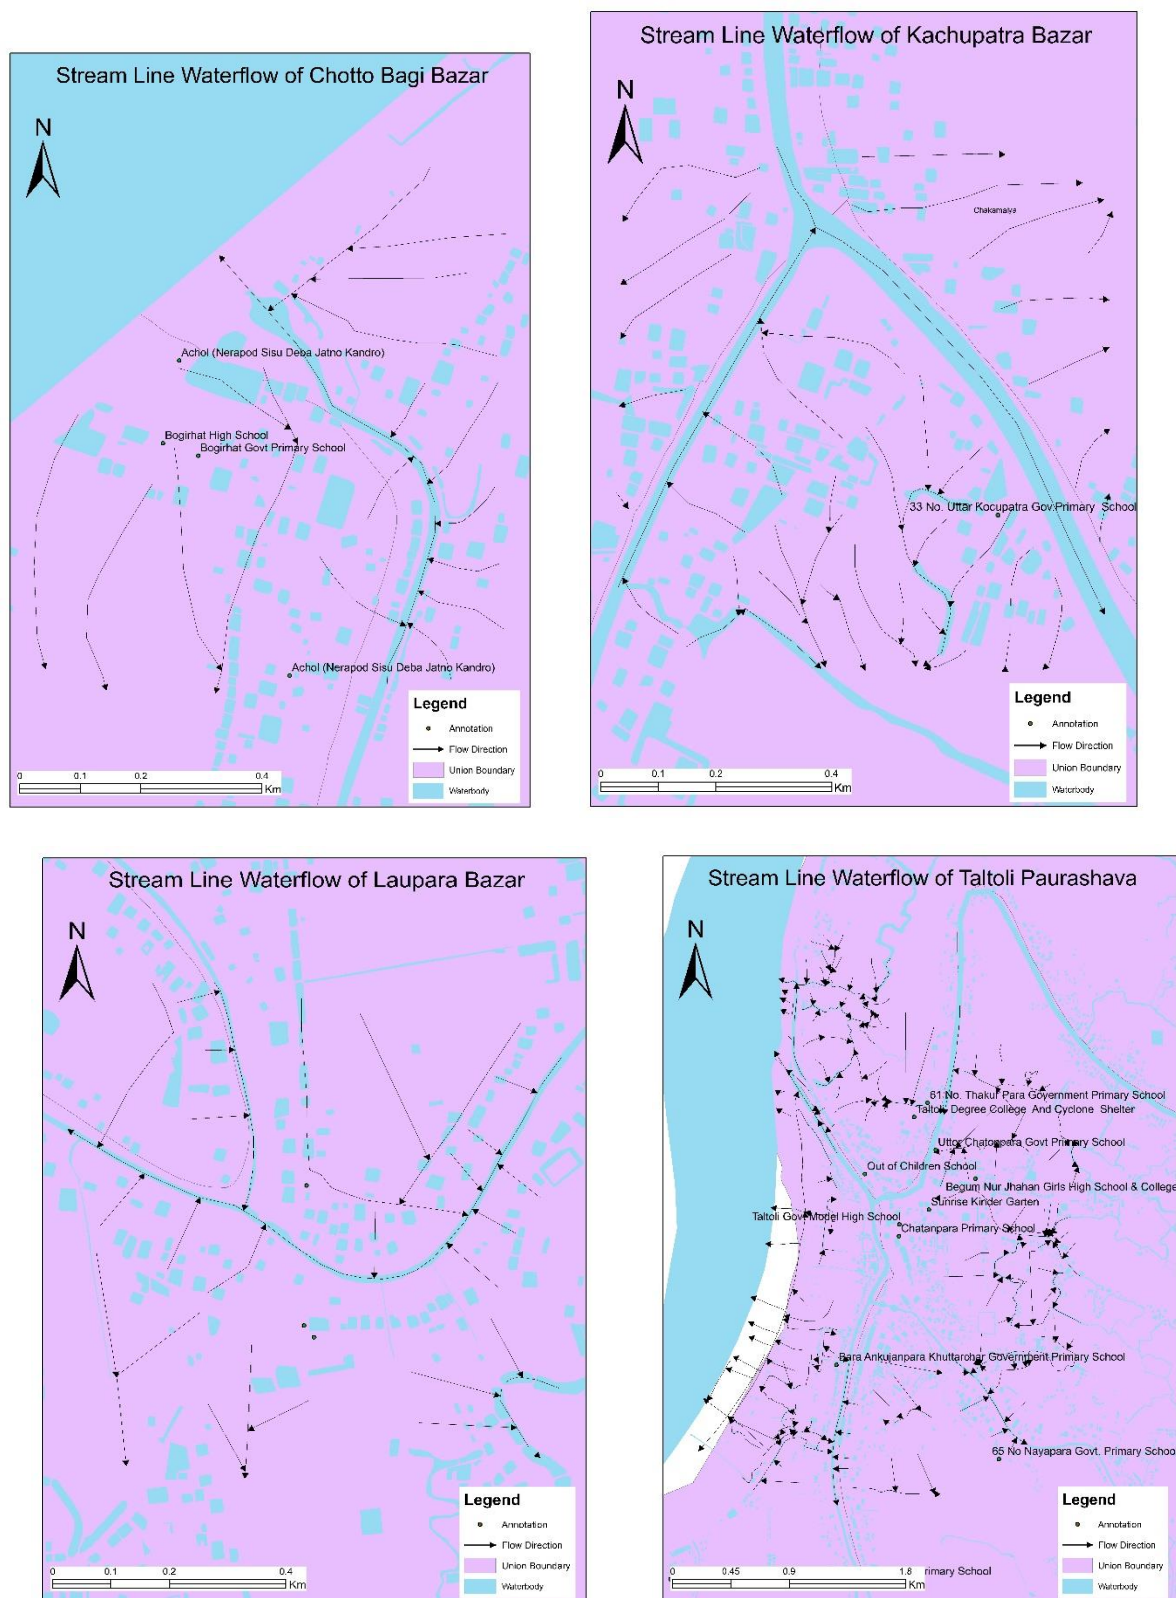 Stream Line Waterflow of Chotto Bagi Bazar
N
Achol (Nerapod Sisu Deba Jatno Kandro)
Bogirhat High School
Bogirhat Govt Primary School
Achol (Nerapod Sisu Deba Jatno Kandro)
Legend
Annotation
Flow Direction
Union Boundary
Waterbody
0 0.1 0.2 0.4
Km
Stream Line Waterflow of Kachupatra Bazar
N
Chakamaiya
33 No. Uttar Kocupatra Gov.Primary School
Legend
Annotation
Flow Direction
Union Boundary
Waterbody
0 0.1 0.2 0.4
Km
Stream Line Waterflow of Laupara Bazar
N
Legend
Annotation
Flow Direction
Union Boundary
Waterbody
0 0.1 0.2 0.4
Km
Stream Line Waterflow of Taltoli Paurashava
N
61 No. Thakur Para Government Primary School
Taltoli Degree College And Cyclone Shelter
Uttor Chatonpara Govt Primary School
Out of Children School
Begum Nur Jhahan Girls High School & College
Sunrise Kinder Garten
Taltoli Gov. Model High School
Chatanpara Primary School
Bara Ankujanpara Khuttarchar Government Primary School
65 No Nayapara Govt. Primary School
Legend
Annotation
Flow Direction
Union Boundary
Waterbody
0 0.45 0.9 1.8
Km
rimary School